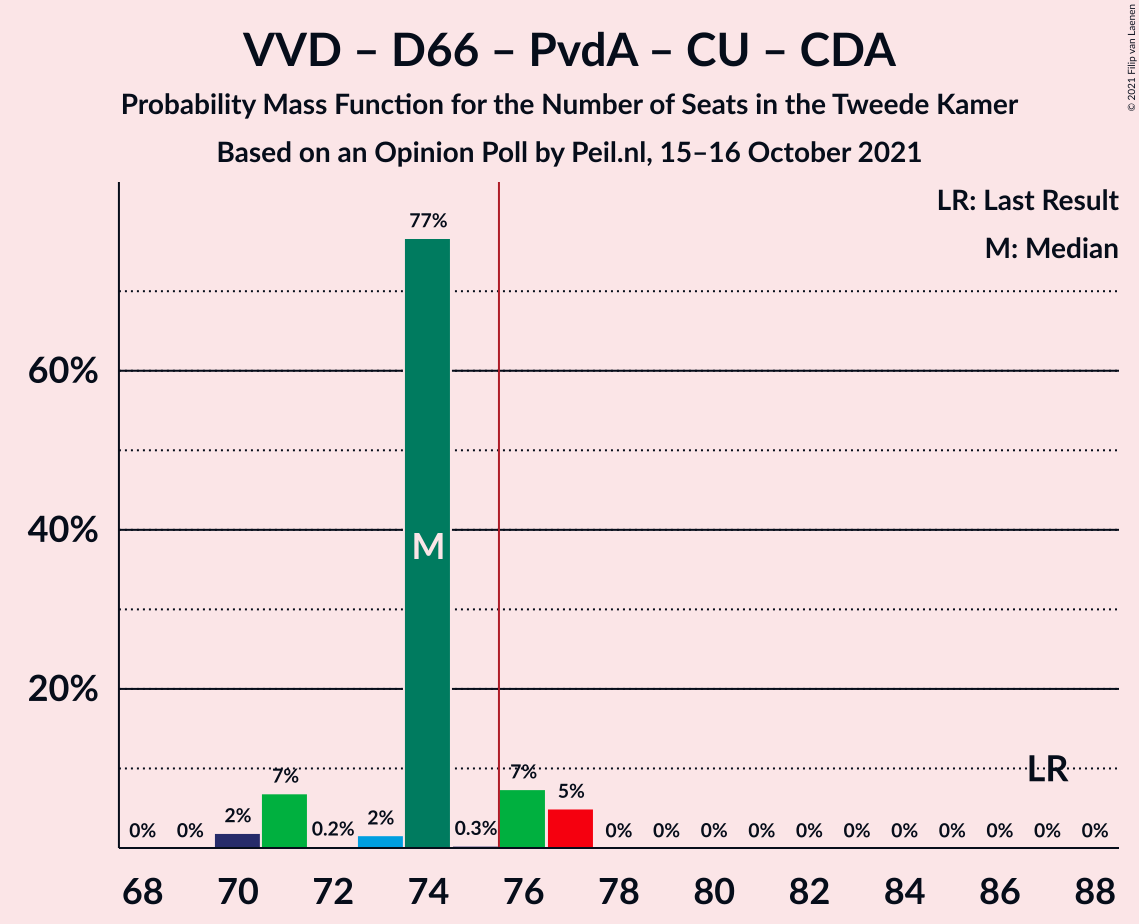 VVD – D66 – PvdA – CU – CDA
Probability Mass Function for the Number of Seats in the Tweede Kamer
Based on an Opinion Poll by Peil.nl, 15–16 October 2021
© 2021 Filip van Laenen
LR: Last Result
M: Median
77%
60%
40%
20%
M
LR
0% 0% 2% 7% 0.2% 2% 0.3% 7% 5% 0% 0% 0% 0% 0% 0% 0% 0% 0% 0% 0%
68 70 72 74 76 78 80 82 84 86 88